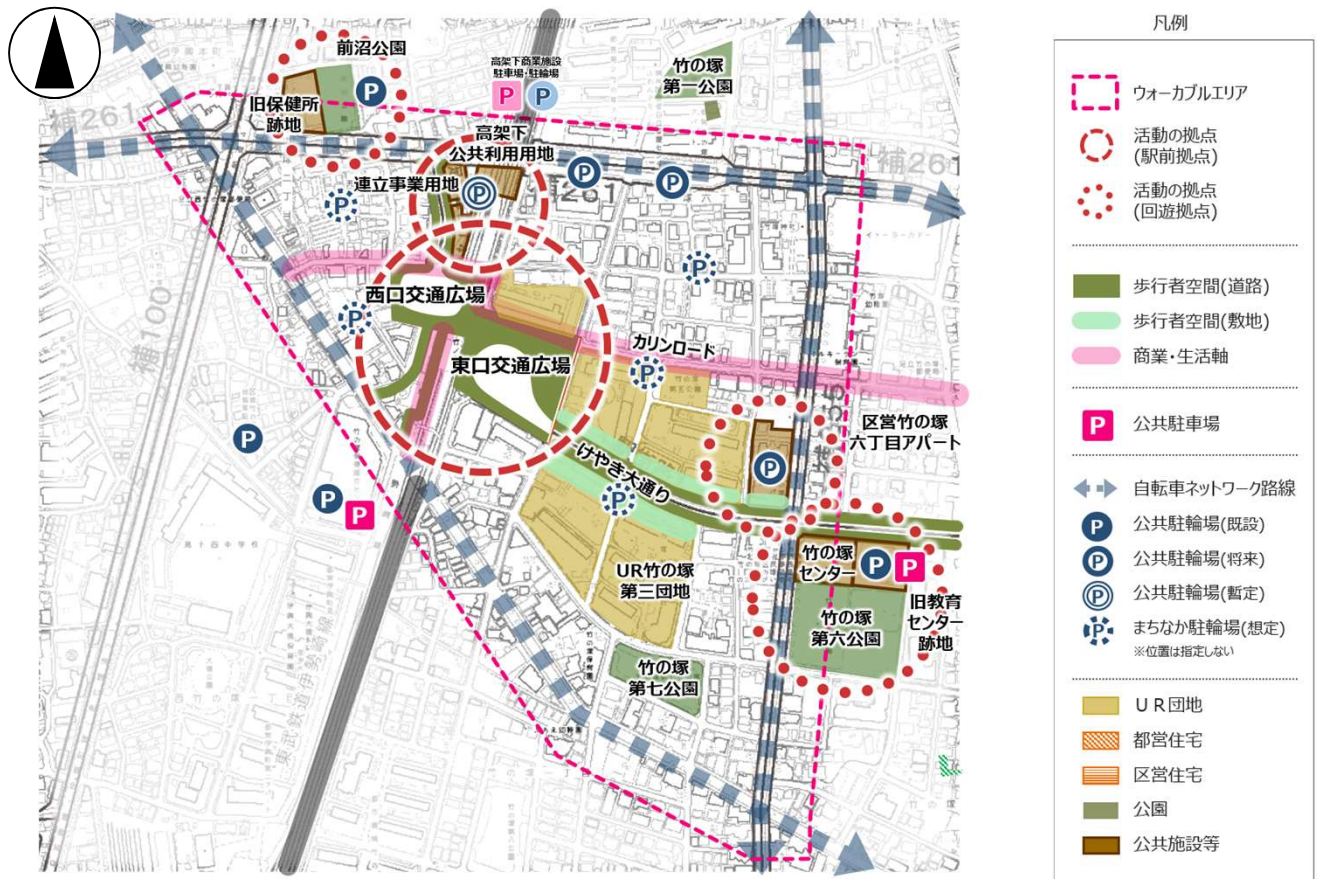 前沼公園
旧保健所
跡地
高架下商業施設
駐車場・駐輪場
P
P
P
竹の塚
第一公園
補261
補261
高架下
公共利用用地
連立事業用地
P
P
P
P
P
P
西口交通広場
P
カリンロード
東口交通広場
P
補100
区営竹の塚
六丁目アパート
P
けやき大通り
P
P
P
P
UR竹の塚
第三団地
竹の塚
センター
P
P
竹の塚
第六公園
旧教育
センター
跡地
竹の塚
第七公園
凡例
ウォーカブルエリア
活動の拠点
(駅前拠点)
活動の拠点
(回遊拠点)
歩行者空間(道路)
歩行者空間(敷地)
商業・生活軸
P
公共駐車場
自転車ネットワーク路線
P
公共駐輪場(既設)
P
公共駐輪場(将来)
P
公共駐輪場(暫定)
P
まちなか駐輪場(想定)
※位置は指定しない
ＵＲ団地
都営住宅
区営住宅
公園
公共施設等